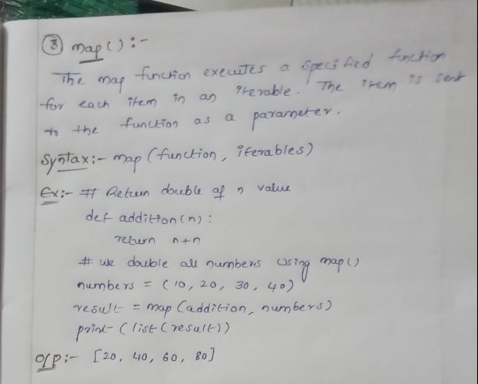 ③ map() :-
The map function executes a specified function
for each item in an iterable. The item is sent
to the function as a parameter.
Syntax:- map (function, iterables)
Ex:- # Return double of n value
def addition(n) :
return n+n
# we double all numbers using map()
numbers = (10, 20, 30, 40)
result = map (addition, numbers)
print (list (result))
O/P:- [20, 40, 60, 80]